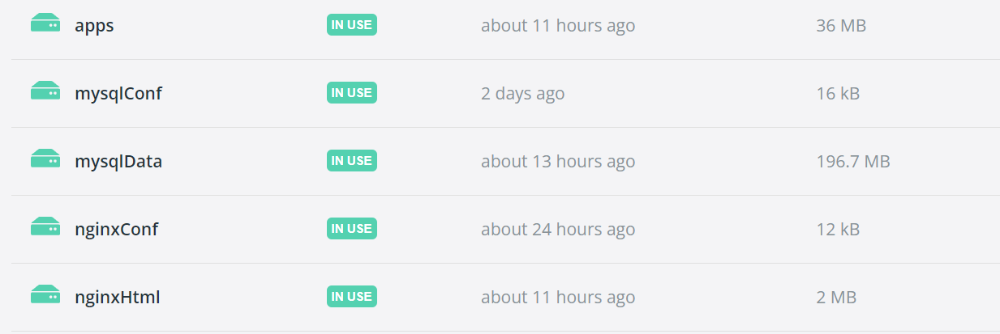 apps IN USE about 11 hours ago 36 MB
mysqlConf IN USE 2 days ago 16 kB
mysqlData IN USE about 13 hours ago 196.7 MB
nginxConf IN USE about 24 hours ago 12 kB
nginxHtml IN USE about 11 hours ago 2 MB